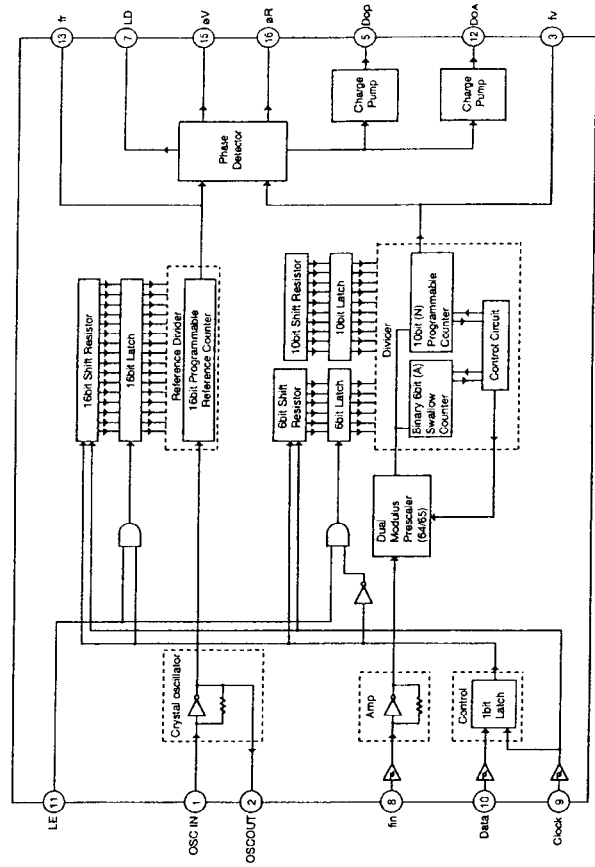 LE
11
OSC IN
1
OSCOUT
2
fin
8
Data
10
Clock
9
Crystal oscillator
Amp
Control
1bit
Latch
16bit Shift Resistor
16bit Latch
Reference Divider
16bit Programmable
Reference Counter
6bit Shift
Resistor
6bit Latch
10bit Shift Resistor
10bit Latch
Divider
Dual
Modulus
Prescaler
(64/65)
Binary 6bit (A)
Swallow
Counter
10bit (N)
Programmable
Counter
Control Circuit
Phase
Detector
Charge
Pump
Charge
Pump
13
fr
7
LD
15
øV
16
øR
5
Dop
12
DOA
3
fv